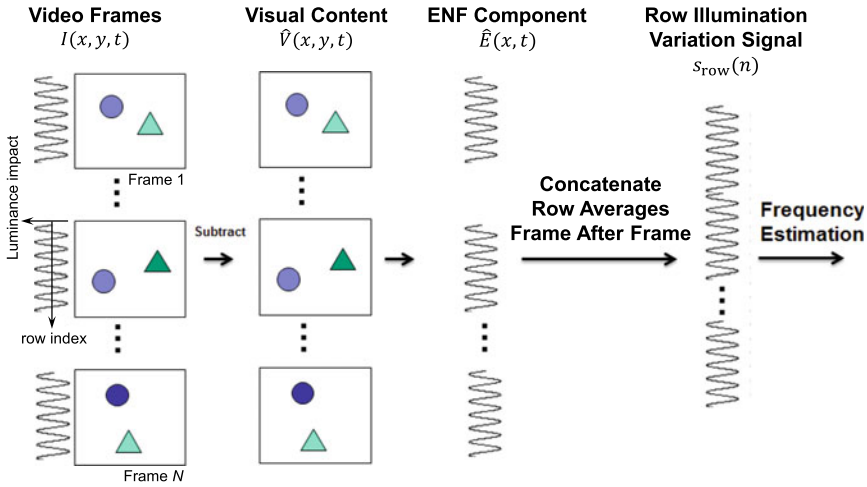 Video Frames
I(x, y, t)
Visual Content
V̂(x, y, t)
ENF Component
Ê(x, t)
Row Illumination
Variation Signal
s_row(n)
Luminance impact
Frame 1
row index
Subtract
Concatenate
Row Averages
Frame After Frame
Frequency
Estimation
Frame N